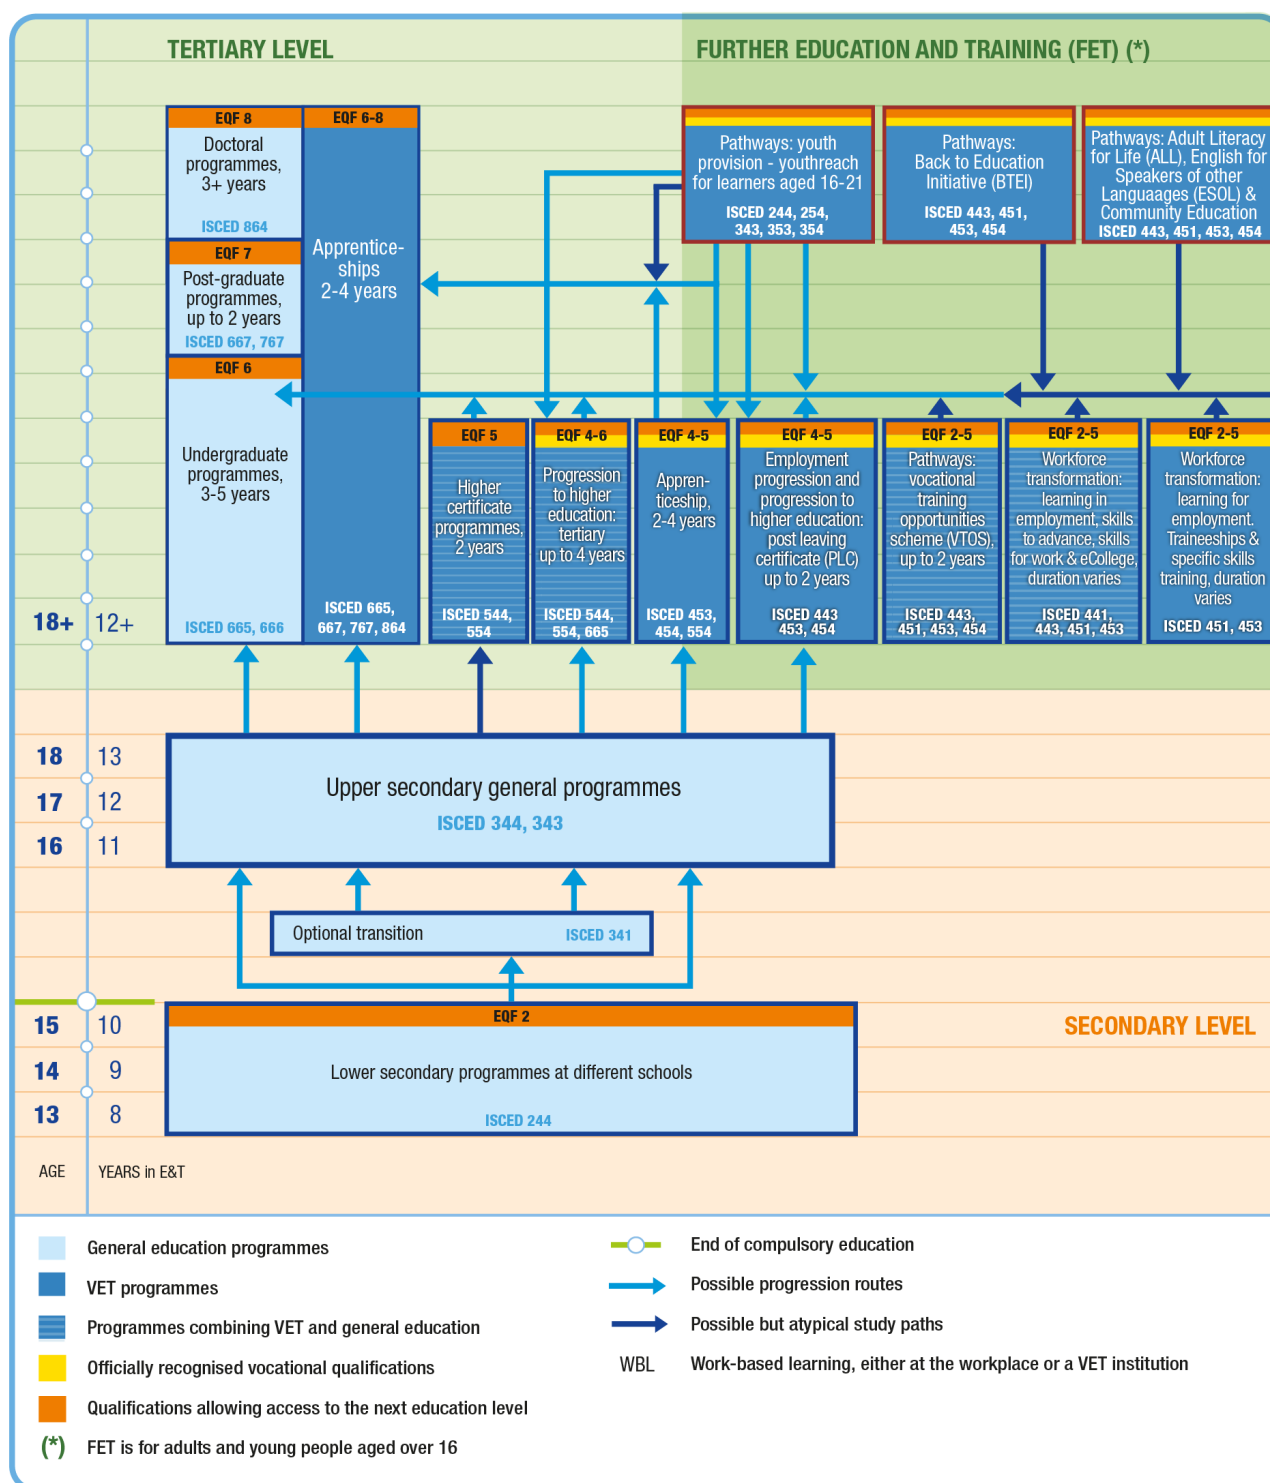 TERTIARY LEVEL
FURTHER EDUCATION AND TRAINING (FET) (*)
EQF 8
Doctoral
programmes,
3+ years
ISCED 864
EQF 7
Post-graduate
programmes,
up to 2 years
ISCED 667, 767
EQF 6
Undergraduate
programmes,
3-5 years
ISCED 665, 666
EQF 6-8
Apprentice-
ships
2-4 years
ISCED 665,
667, 767, 864
Pathways: youth
provision - youthreach
for learners aged 16-21
ISCED 244, 254,
343, 353, 354
Pathways:
Back to Education
Initiative (BTEI)
ISCED 443, 451,
453, 454
Pathways: Adult Literacy
for Life (ALL), English for
Speakers of other
Languaages (ESOL) &
Community Education
ISCED 443, 451, 453, 454
EQF 5
Higher
certificate
programmes,
2 years
ISCED 544,
554
EQF 4-6
Progression
to higher
education:
tertiary
up to 4 years
ISCED 544,
554, 665
EQF 4-5
Appren-
ticeship,
2-4 years
ISCED 453,
454, 554
EQF 4-5
Employment
progression and
progression to
higher education:
post leaving
certificate (PLC)
up to 2 years
ISCED 443
453, 454
EQF 2-5
Pathways:
vocational
training
opportunities
scheme (VTOS),
up to 2 years
ISCED 443,
451, 453, 454
EQF 2-5
Workforce
transformation:
learning in
employment, skills
to advance, skills
for work & eCollege,
duration varies
ISCED 441,
443, 451, 453
EQF 2-5
Workforce
transformation:
learning for
employment.
Traineeships &
specific skills
training, duration
varies
ISCED 451, 453
18+ 12+
18 13
17 12
16 11
Upper secondary general programmes
ISCED 344, 343
Optional transition ISCED 341
15 10
14 9
13 8
EQF 2
Lower secondary programmes at different schools
ISCED 244
SECONDARY LEVEL
AGE YEARS in E&T
General education programmes
VET programmes
Programmes combining VET and general education
Officially recognised vocational qualifications
Qualifications allowing access to the next education level
(*) FET is for adults and young people aged over 16
End of compulsory education
Possible progression routes
Possible but atypical study paths
WBL Work-based learning, either at the workplace or a VET institution